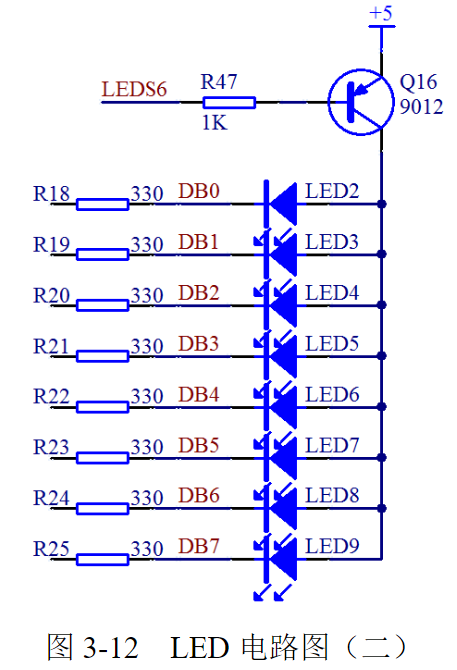 +5
R47
Q16
LEDS6
9012
1K
R18 330 DB0 LED2
R19 330 DB1 LED3
R20 330 DB2 LED4
R21 330 DB3 LED5
R22 330 DB4 LED6
R23 330 DB5 LED7
R24 330 DB6 LED8
R25 330 DB7 LED9
图 3-12 LED 电路图（二）